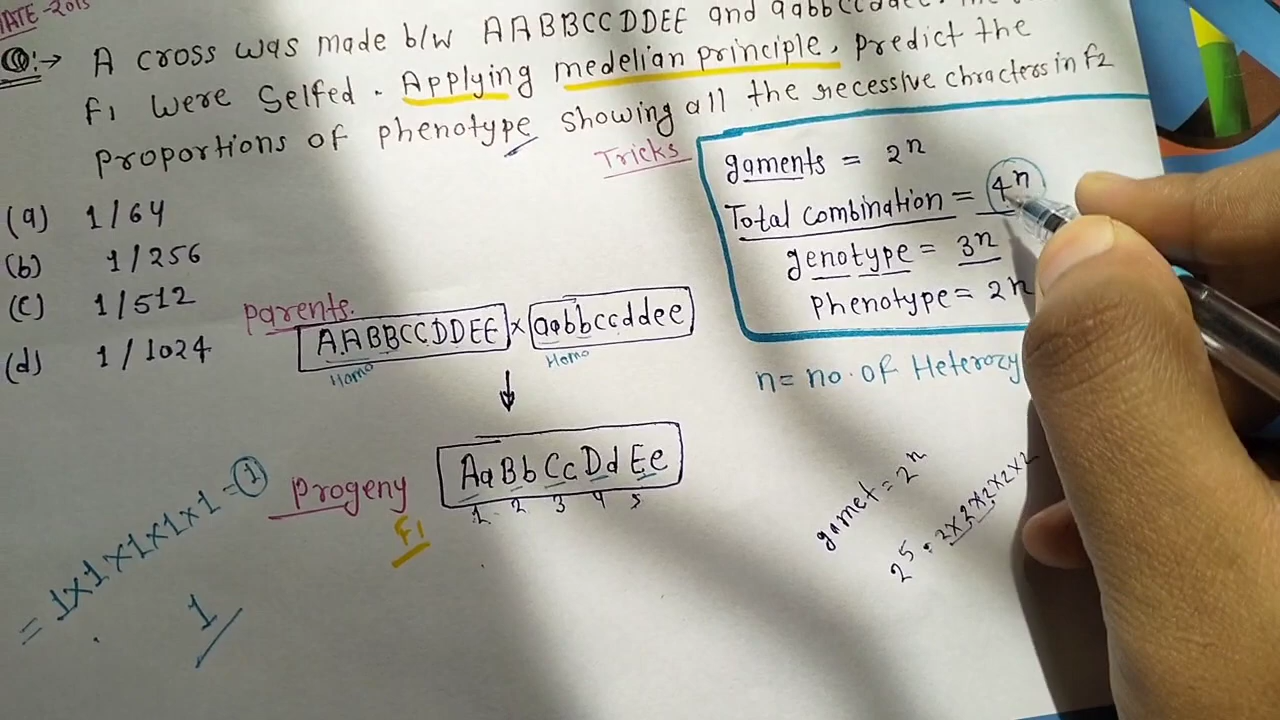 ATE-2015
Q:→ A cross was made b/w AABBCCDDEE and aabbccddee.
F1 were selfed. Applying medelian principle, predict the
proportions of phenotype showing all the recessive chracters in f2
Tricks
gaments = 2ⁿ
Total combination = 4ⁿ
genotype = 3ⁿ
phenotype = 2ⁿ
n = no. of Heterozy
(a) 1/64
(b) 1/256
(c) 1/512
(d) 1/1024
parents.
AABBCCDDEE × aabbccddee
Homo Homo
Progeny AaBbCcDdEe
F1 1 2 3 4 5
gamet = 2ⁿ
2⁵ = 2×2×2×2×2
= 1×1×1×1×1 = 1
1